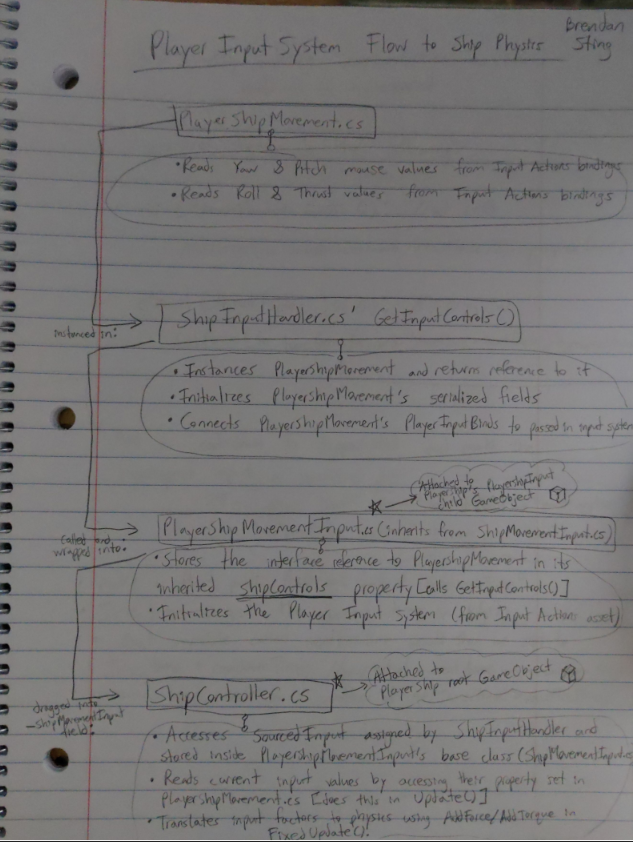 Player Input System Flow to Ship Physics
Brendan
Sting
PlayerShipMovement.cs
• Reads Yaw & Pitch mouse values from Input Actions bindings
• Reads Roll & Thrust values from Input Actions bindings
instanced in:
ShipInputHandler.cs' GetInputControls()
• Instances PlayerShipMovement and returns reference to it
• Initializes PlayerShipMovement's serialized fields
• Connects PlayerShipMovement's PlayerInputBinds to passed in input system
Attached to
PlayerShip's PlayershipInput
child GameObject
called and
wrapped into:
PlayerShipMovementInput.cs (inherits from ShipMovementInput.cs)
• Stores the interface reference to PlayershipMovement in its
inherited shipControls property [calls GetInputControls()]
• Initializes the Player Input System (from Input Actions asset)
Attached to
PlayerShip root GameObject
dragged into
_shipMovementInput
field:
ShipController.cs
• Accesses SourcedInput assigned by ShipInputHandler and
stored inside PlayershipMovementInput's base class (ShipMovementInput.cs
• Reads current input values by accessing their property set in
PlayershipMovement.cs [does this in Update()]
• Translates input factors to physics using AddForce/AddTorque in
FixedUpdate().